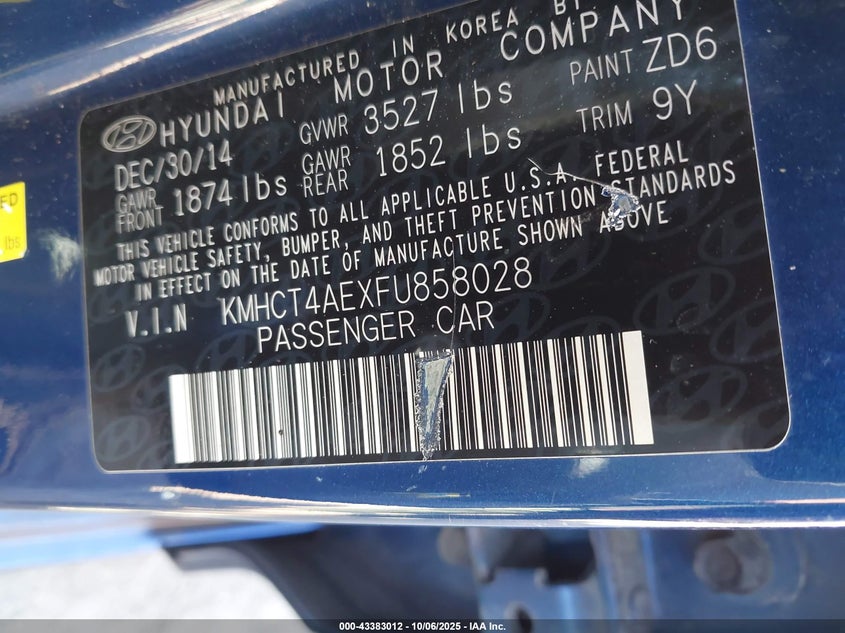 MANUFACTURED IN KOREA BY
HYUNDAI MOTOR COMPANY
DEC/30/14 GVWR 3527 lbs PAINT ZD6
GAWR FRONT 1874 lbs GAWR REAR 1852 lbs TRIM 9Y
THIS VEHICLE CONFORMS TO ALL APPLICABLE U.S.A. FEDERAL
MOTOR VEHICLE SAFETY, BUMPER, AND THEFT PREVENTION STANDARDS
IN EFFECT ON THE DATE OF MANUFACTURE SHOWN ABOVE
V.I.N KMHCT4AEXFU858028
PASSENGER CAR
lbs
000-43383012 - 10/06/2025 - IAA Inc.